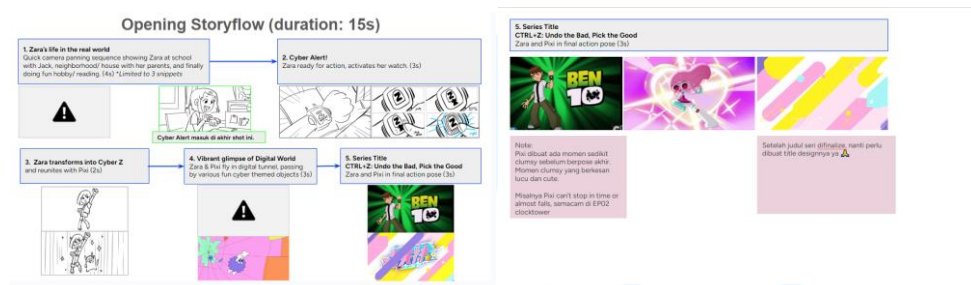 Opening Storyflow (duration: 15s)
1. Zara's life in the real world
Quick camera panning sequence showing Zara at school
with Jack, neighborhood/ house with her parents, and finally
doing fun hobby/ reading. (4s) *Limited to 3 snippets
2. Cyber Alert!
Zara ready for action, activates her watch. (3s)
Cyber Alert masuk di akhir shot ini.
3. Zara transforms into Cyber Z
and reunites with Pixi (2s)
4. Vibrant glimpse of Digital World
Zara & Pixi fly in digital tunnel, passing
by various fun cyber themed objects (3s)
5. Series Title
CTRL+Z: Undo the Bad, Pick the Good
Zara and Pixi in final action pose (3s)
BEN
10
5. Series Title
CTRL+Z: Undo the Bad, Pick the Good
Zara and Pixi in final action pose (3s)
BEN
10
Note:
Pixi dibuat ada momen sadikit
clumsy sebelum berpose akhir.
Momen clumsy yang berkesan
lucu dan cute.
Misalnya Pixi can't stop in time or
almost falls, semacam di EP02
clocktower
Setelah judul seri difinalize, nanti perlu
dibuat title designnya ya 🙏